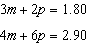 3m + 2p = 1.80
4m + 6p = 2.90